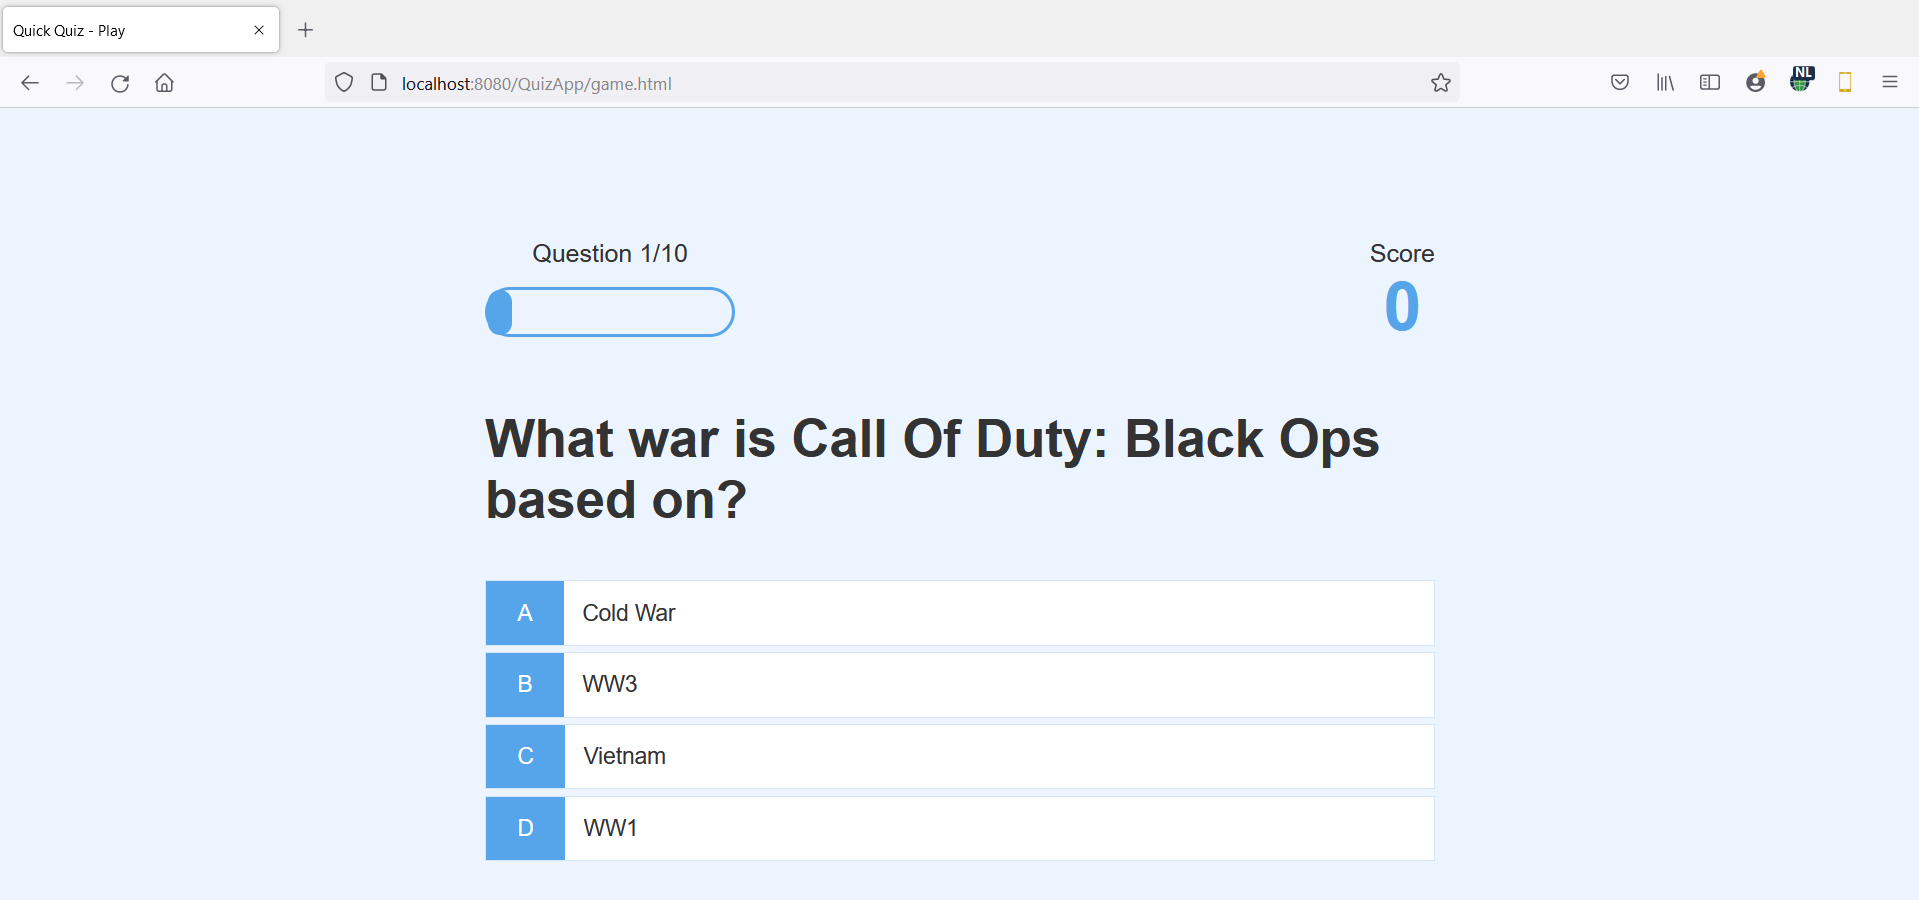 Quick Quiz - Play
localhost:8080/QuizApp/game.html
NL
Question 1/10
Score
0
What war is Call Of Duty: Black Ops
based on?
A Cold War
B WW3
C Vietnam
D WW1